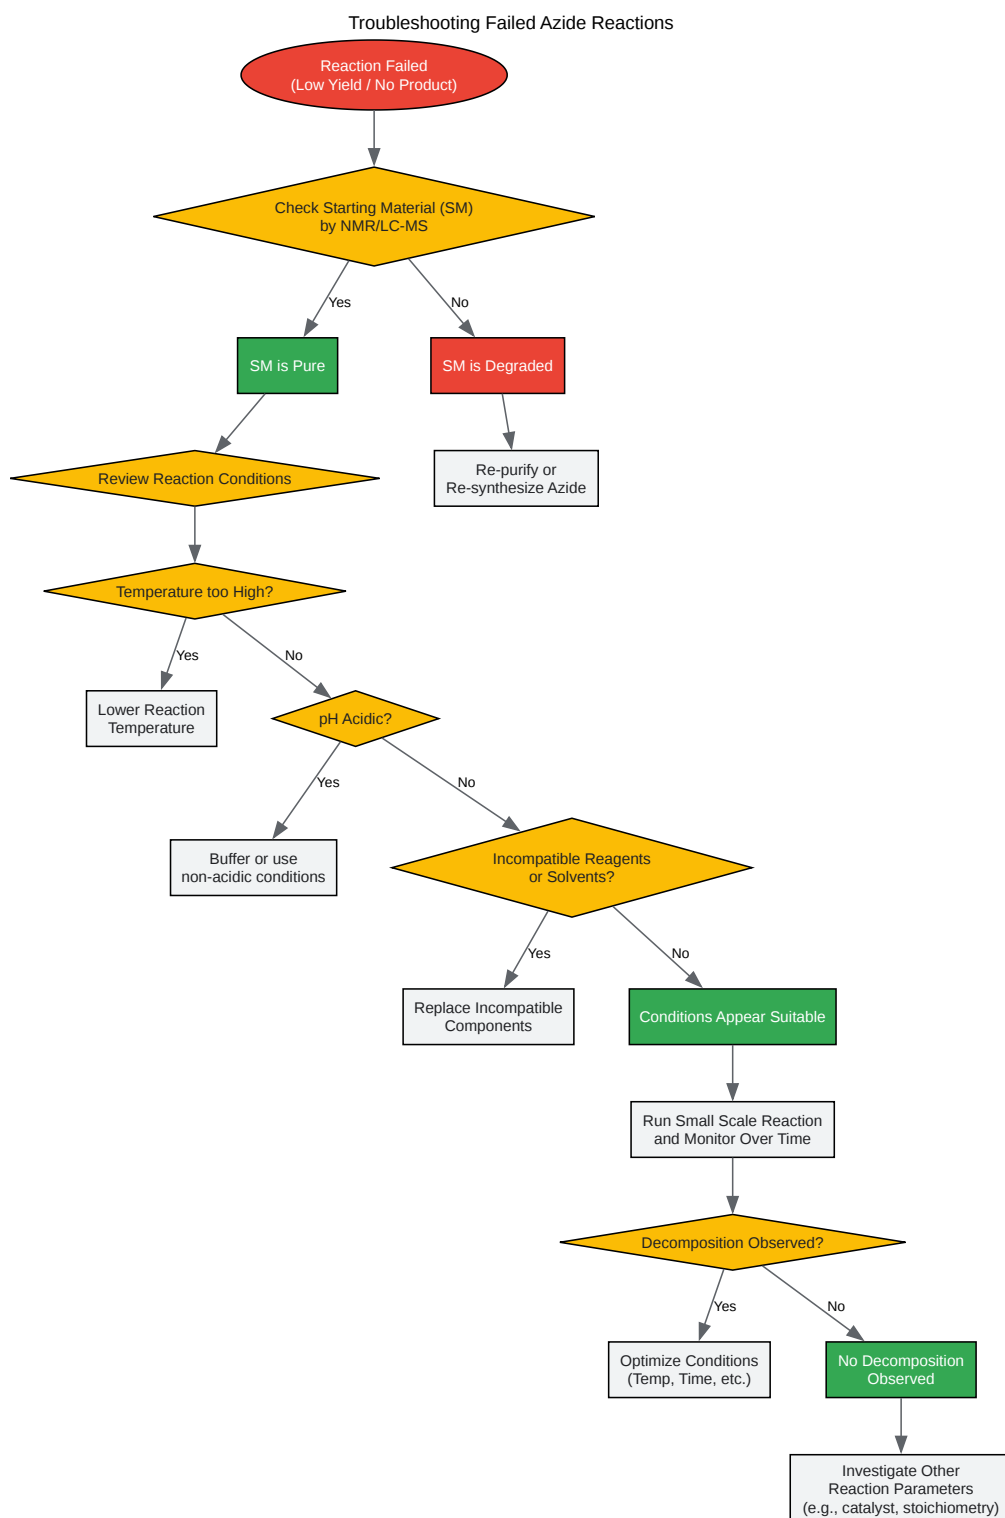 Troubleshooting Failed Azide Reactions
Reaction Failed
(Low Yield / No Product)
Check Starting Material (SM)
by NMR/LC-MS
Yes
No
SM is Pure
SM is Degraded
Review Reaction Conditions
Re-purify or
Re-synthesize Azide
Temperature too High?
Yes
No
Lower Reaction
Temperature
pH Acidic?
Yes
No
Buffer or use
non-acidic conditions
Incompatible Reagents
or Solvents?
Yes
No
Replace Incompatible
Components
Conditions Appear Suitable
Run Small Scale Reaction
and Monitor Over Time
Decomposition Observed?
Yes
No
Optimize Conditions
(Temp, Time, etc.)
No Decomposition
Observed
Investigate Other
Reaction Parameters
(e.g., catalyst, stoichiometry)